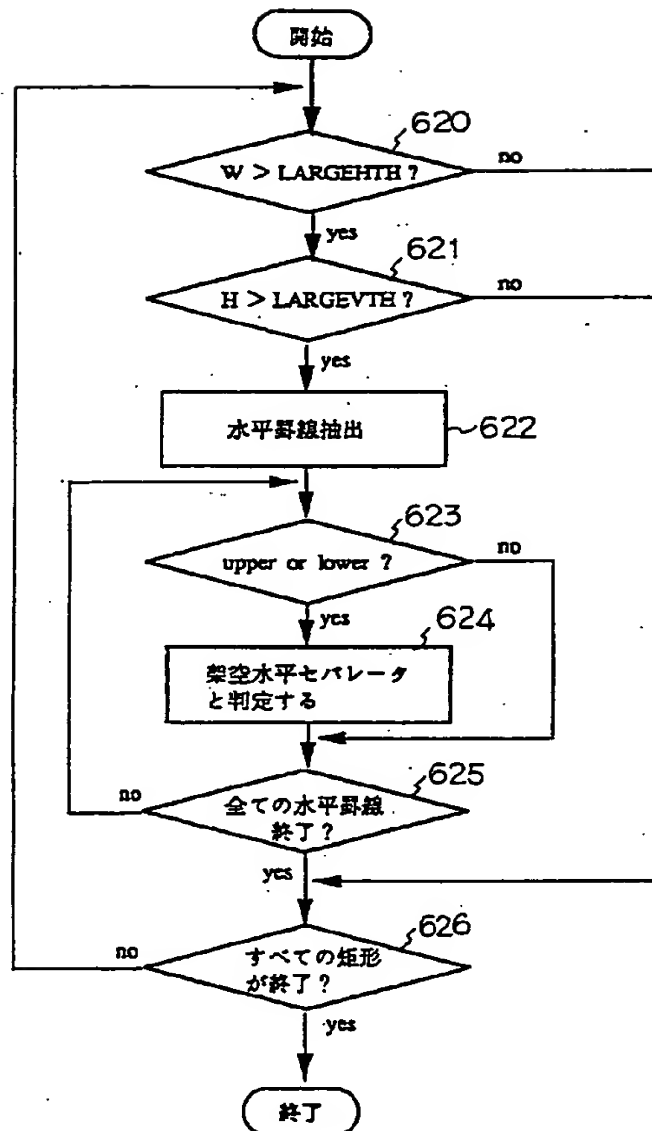 開始
620
W > LARGEHTH ?
no
yes
621
H > LARGEVTH ?
no
yes
水平罫線抽出
622
623
upper or lower ?
no
yes
624
架空水平セパレータ
と判定する
625
全ての水平罫線
終了?
no
yes
626
すべての矩形
が終了?
no
yes
終了